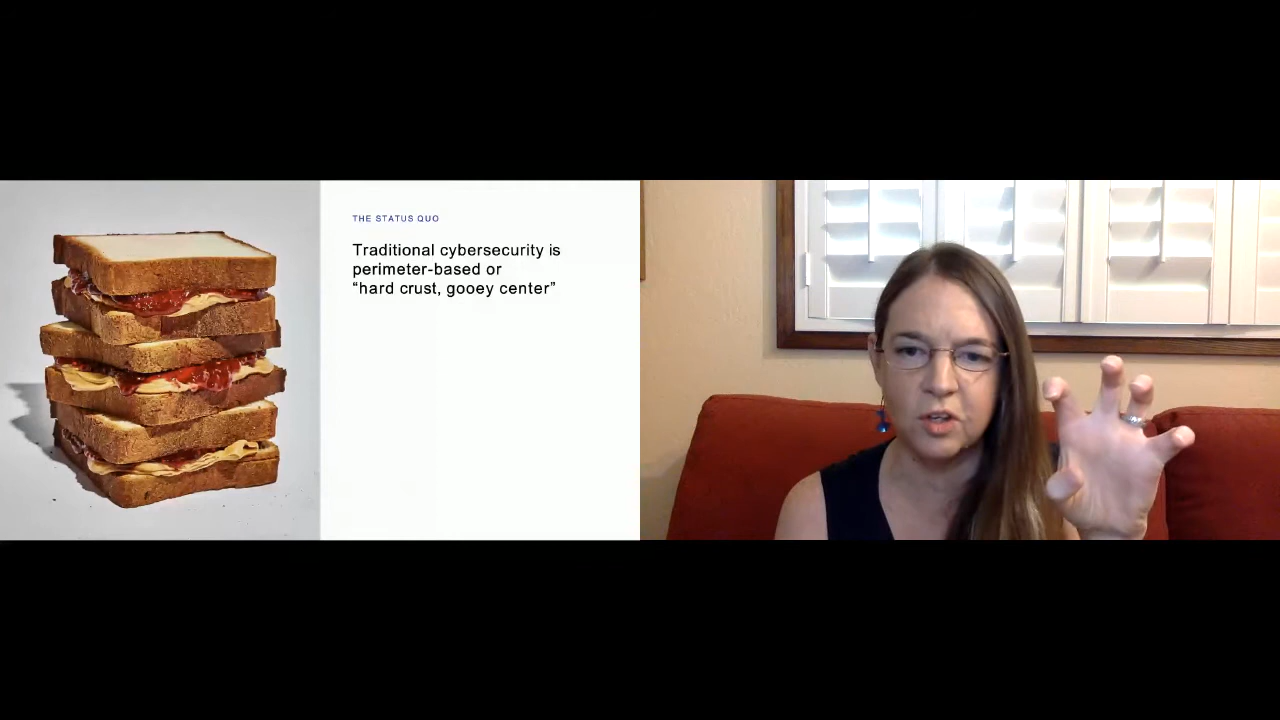 THE STATUS QUO
Traditional cybersecurity is
perimeter-based or
“hard crust, gooey center”